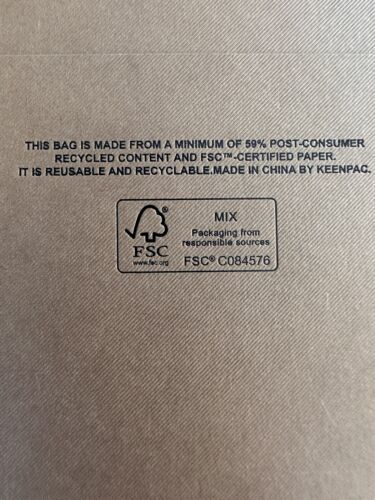 THIS BAG IS MADE FROM A MINIMUM OF 59% POST-CONSUMER
RECYCLED CONTENT AND FSC™-CERTIFIED PAPER.
IT IS REUSABLE AND RECYCLABLE.MADE IN CHINA BY KEENPAC.
®
FSC
www.fsc.org
MIX
Packaging from
responsible sources
FSC® C084576